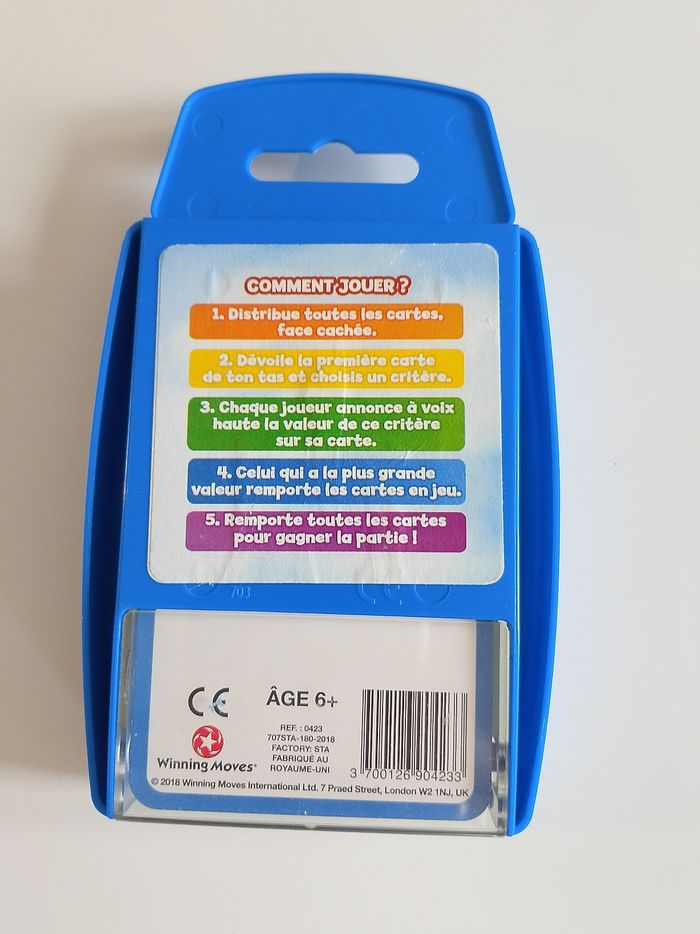 COMMENT JOUER ?
1. Distribue toutes les cartes,
face cachée.
2. Dévoile la première carte
de ton tas et choisis un critère.
3. Chaque joueur annonce à voix
haute la valeur de ce critère
sur sa carte.
4. Celui qui a la plus grande
valeur remporte les cartes en jeu.
5. Remporte toutes les cartes
pour gagner la partie !
703
CE
ÂGE 6+
Winning Moves®
REF. : 0423
707STA-180-2018
FACTORY: STA
FABRIQUÉ AU
ROYAUME-UNI
3 700126 904233
© 2018 Winning Moves International Ltd. 7 Praed Street, London W2 1NJ, UK